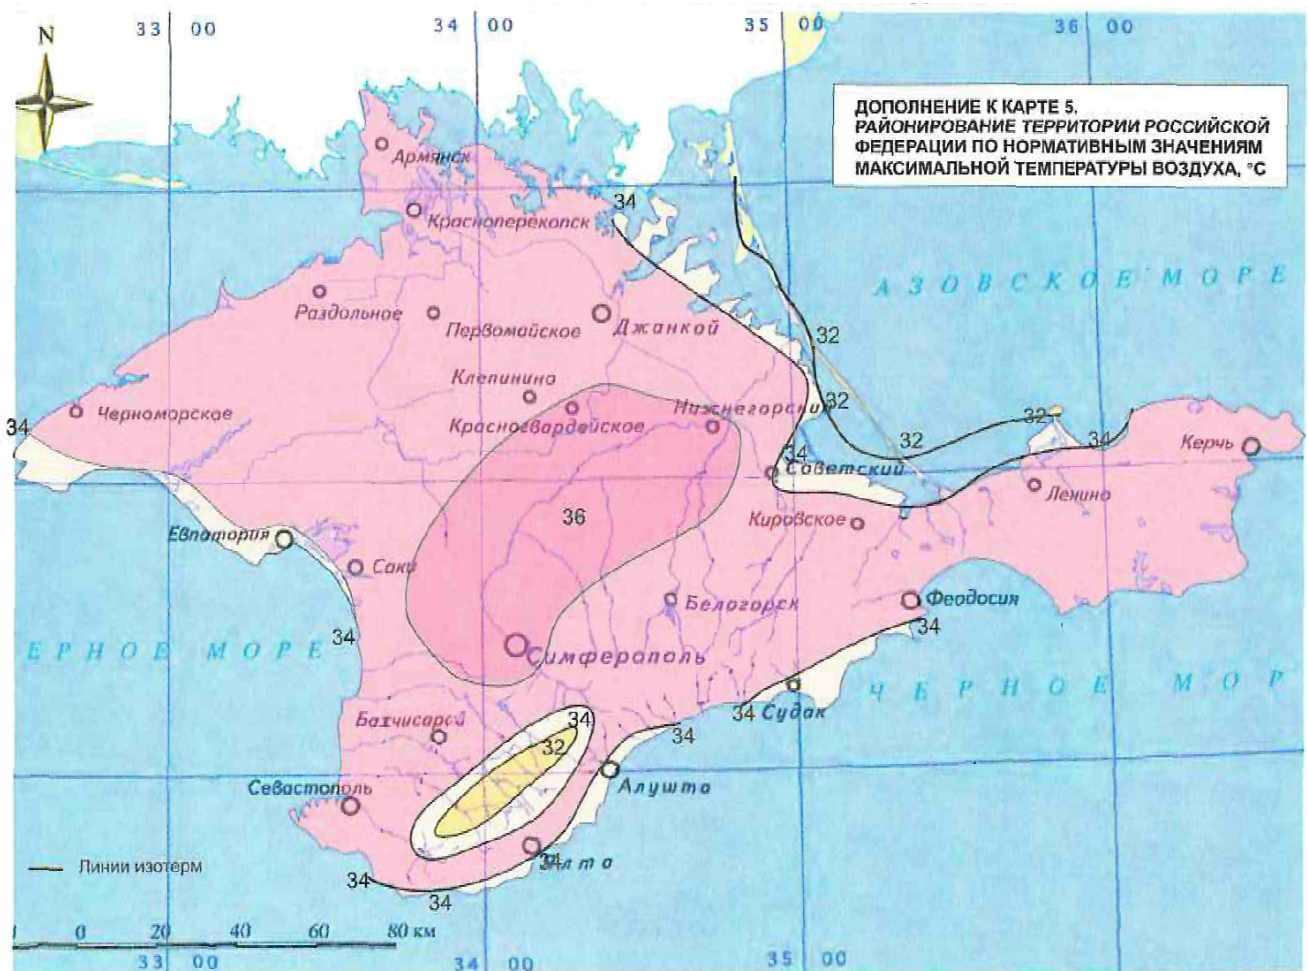 33 00
34 00
35 00
36 00
N
ДОПОЛНЕНИЕ К КАРТЕ 5.
РАЙОНИРОВАНИЕ ТЕРРИТОРИИ РОССИЙСКОЙ
ФЕДЕРАЦИИ ПО НОРМАТИВНЫМ ЗНАЧЕНИЯМ
МАКСИМАЛЬНОЙ ТЕМПЕРАТУРЫ ВОЗДУХА, °С
Армянск
34
Красноперекопск
АЗОВСКОЕ МОРЕ
Раздольное
Первомайское
Джанкой
32
Клепинино
Черноморское
34
Красногвардейское
Нижнегорский
32
32
32
34
Керчь
34
Советский
Ленино
36
Кировское
Евпатория
Саки
Белогорск
Феодосия
34
34
ЕРНОЕ МОРЕ
Симферополь
ЧЕРНОЕ МОР
34
Судак
34
34
Бахчисарай
32
Севастополь
Алушта
34
Ялта
Линии изотерм
34
34
0 20 40 60 80 км
33 00
34 00
35 00